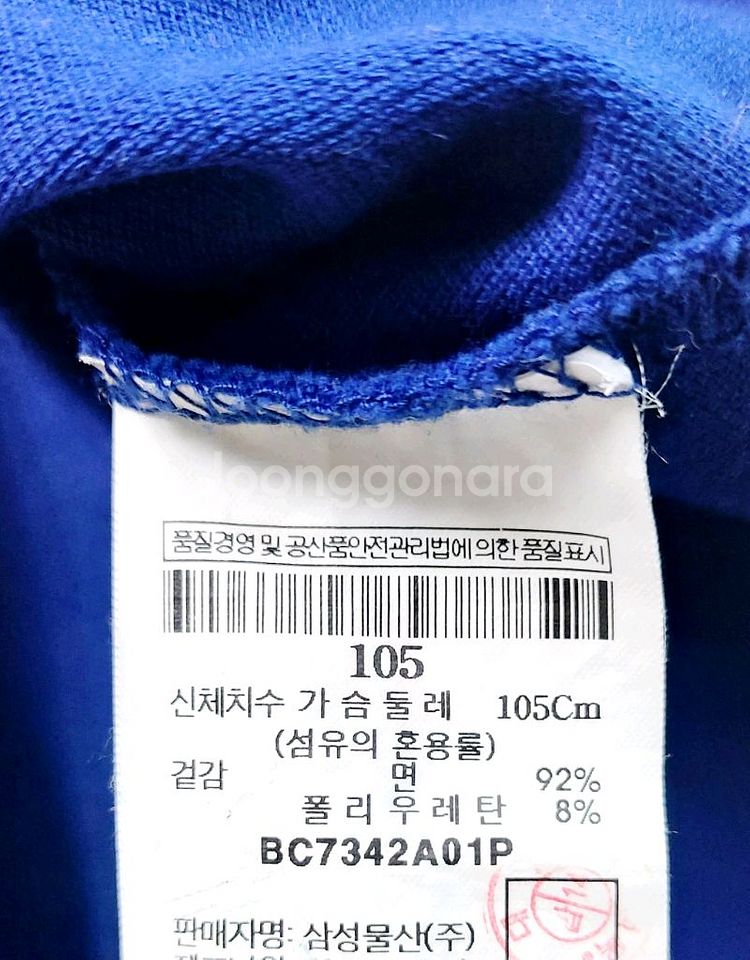 joonggonara
품질경영 및 공산품안전관리법에 의한 품질표시
105
신체치수 가슴둘레 105Cm
(섬유의 혼용률)
겉감 면 92%
폴리우레탄 8%
BC7342A01P
판매자명: 삼성물산(주)